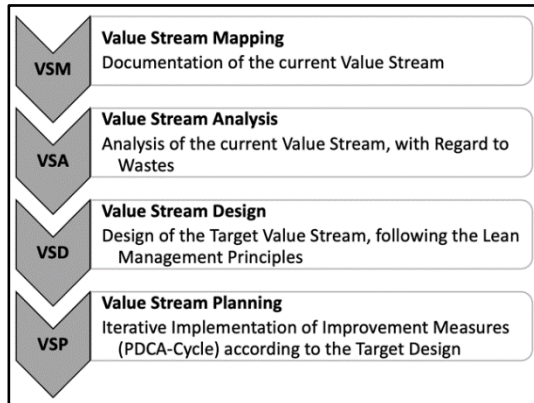 VSM
Value Stream Mapping
Documentation of the current Value Stream
VSA
Value Stream Analysis
Analysis of the current Value Stream, with Regard to
Wastes
VSD
Value Stream Design
Design of the Target Value Stream, following the Lean
Management Principles
VSP
Value Stream Planning
Iterative Implementation of Improvement Measures
(PDCA-Cycle) according to the Target Design